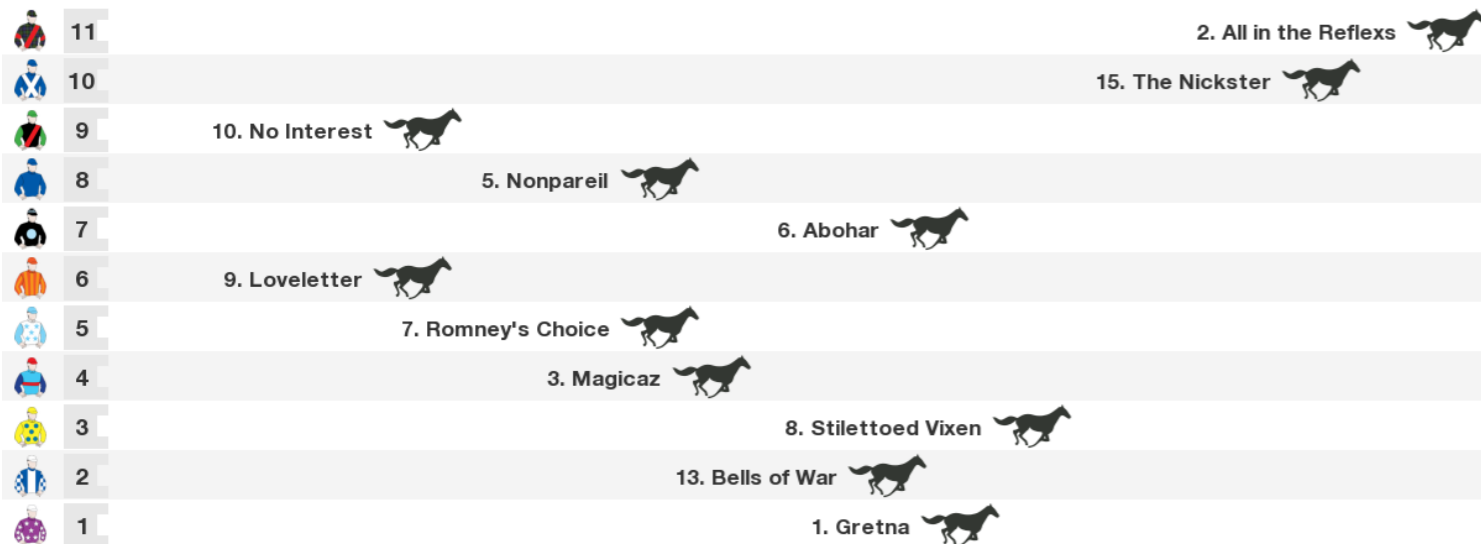 11 2. All in the Reflexs
10 15. The Nickster
9 10. No Interest
8 5. Nonpareil
7 6. Abohar
6 9. Loveletter
5 7. Romney's Choice
4 3. Magicaz
3 8. Stilettoed Vixen
2 13. Bells of War
1 1. Gretna